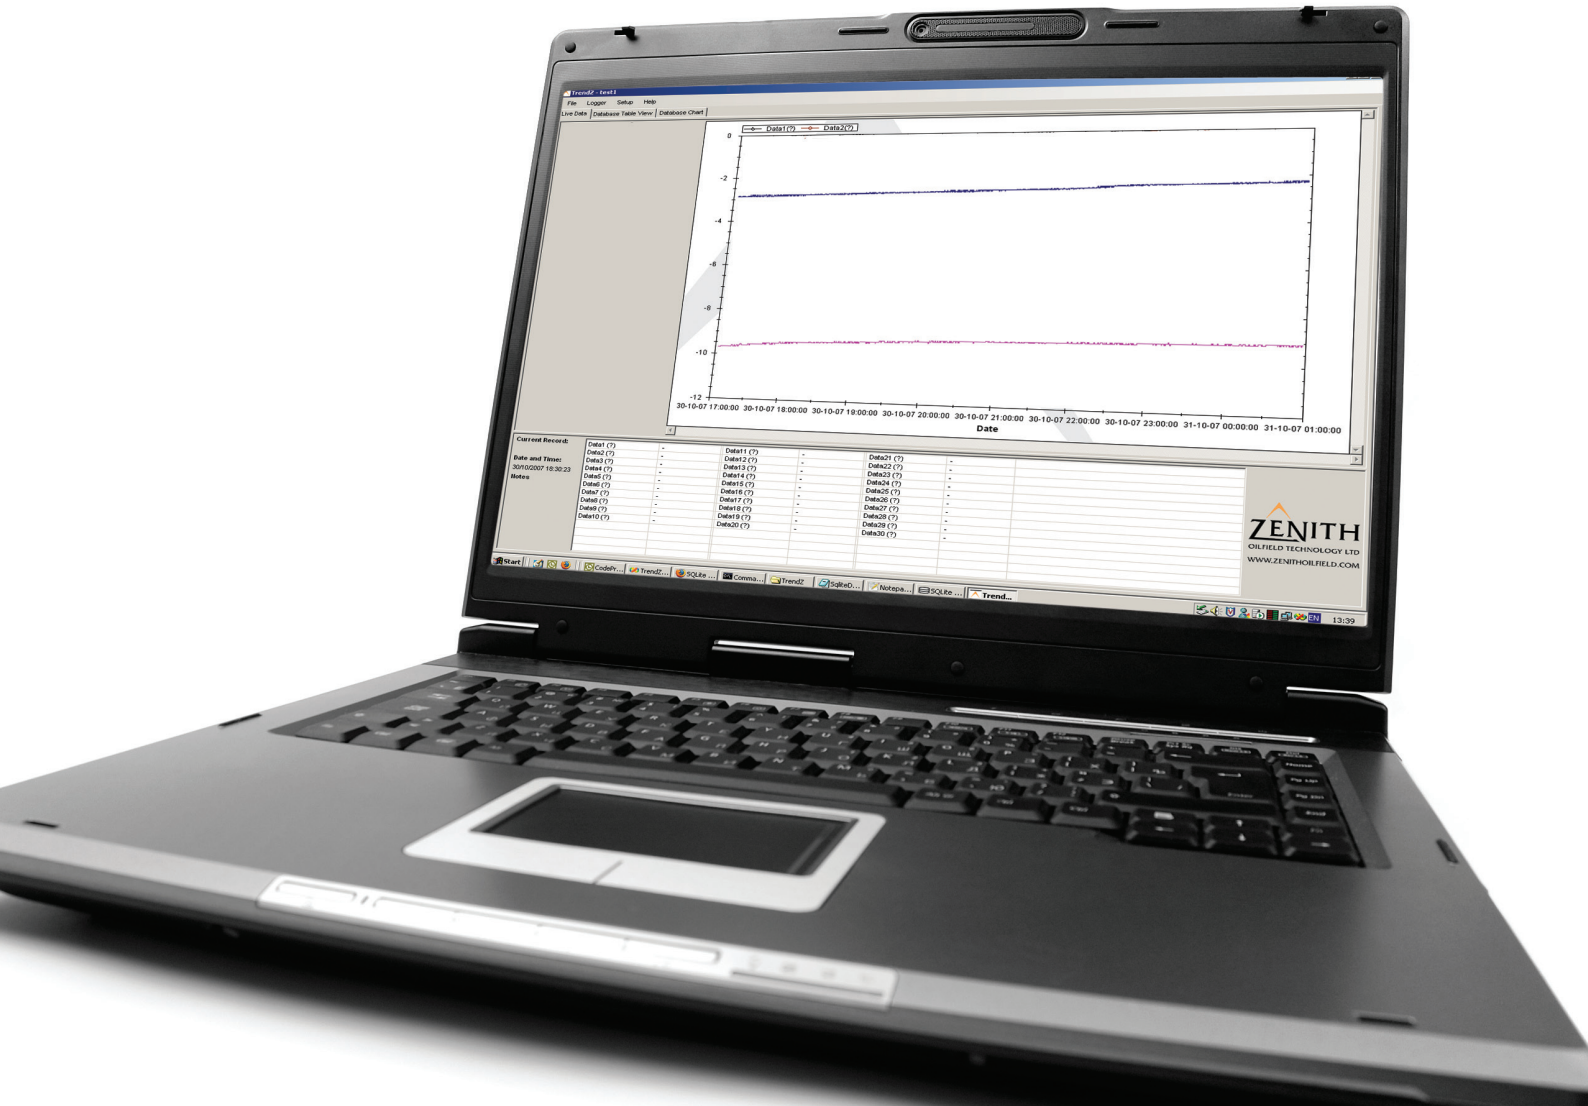 TrendZ - test1
File Logger Setup Help
Live Data Database Table View Database Chart
Data1(?) Data2(?)
0
-2
-4
-6
-8
-10
-12
30-10-07 17:00:00 30-10-07 18:00:00 30-10-07 19:00:00 30-10-07 20:00:00 30-10-07 21:00:00 30-10-07 22:00:00 30-10-07 23:00:00 31-10-07 00:00:00 31-10-07 01:00:00
Date
Current Record:
Date and Time:
30/10/2007 18:30:23
Notes
Data1 (?) - Data11 (?) - Data21 (?) -
Data2 (?) - Data12 (?) - Data22 (?) -
Data3 (?) - Data13 (?) - Data23 (?) -
Data4 (?) - Data14 (?) - Data24 (?) -
Data5 (?) - Data15 (?) - Data25 (?) -
Data6 (?) - Data16 (?) - Data26 (?) -
Data7 (?) - Data17 (?) - Data27 (?) -
Data8 (?) - Data18 (?) - Data28 (?) -
Data9 (?) - Data19 (?) - Data29 (?) -
Data10 (?) - Data20 (?) - Data30 (?) -
ZENITH
OILFIELD TECHNOLOGY LTD
WWW.ZENITHOILFIELD.COM
Start CodePr... TrendZ... SQLite ... Comma... TrendZ SqliteD... Notepa... SQLite ... Trend...
EN 13:39
Home
Pg Up
Pg Dn
End
Enter